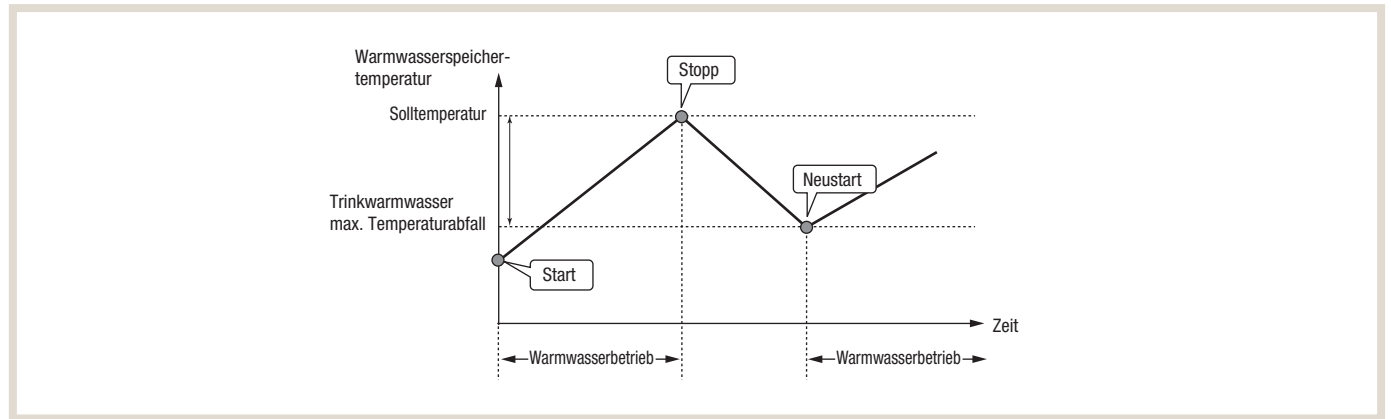 Warmwasserspeicher-
temperatur
Stopp
Solltemperatur
Neustart
Trinkwarmwasser
max. Temperaturabfall
Start
Zeit
Warmwasserbetrieb
Warmwasserbetrieb